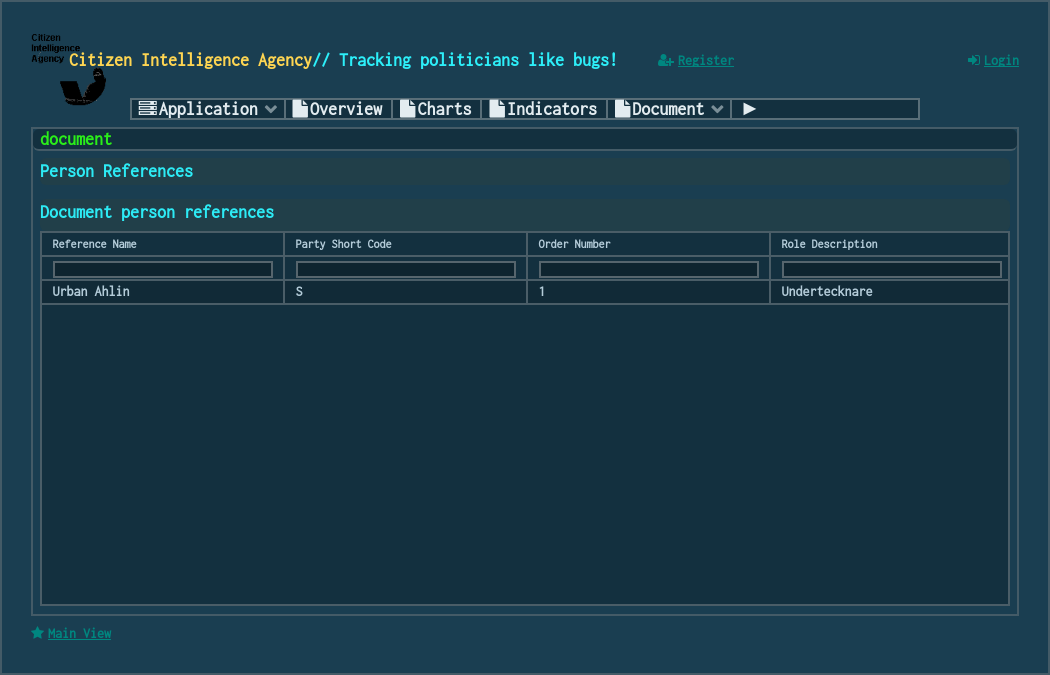 Citizen
Intelligence
Agency
Citizen Intelligence Agency// Tracking politicians like bugs!
Register
Login
Application Overview Charts Indicators Document
document
Person References
Document person references
Reference Name Party Short Code Order Number Role Description
Urban Ahlin S 1 Undertecknare
Main View